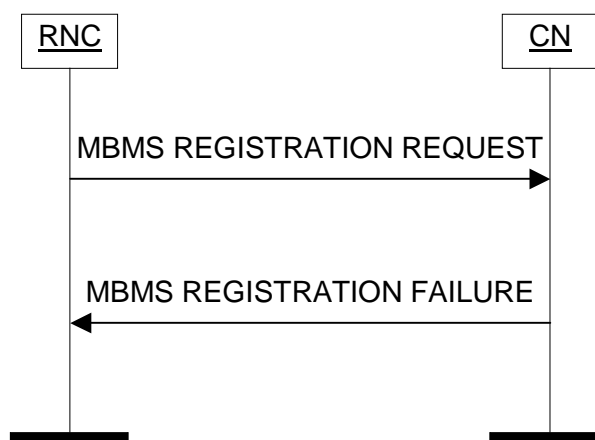 RNC
CN
MBMS REGISTRATION REQUEST
MBMS REGISTRATION FAILURE